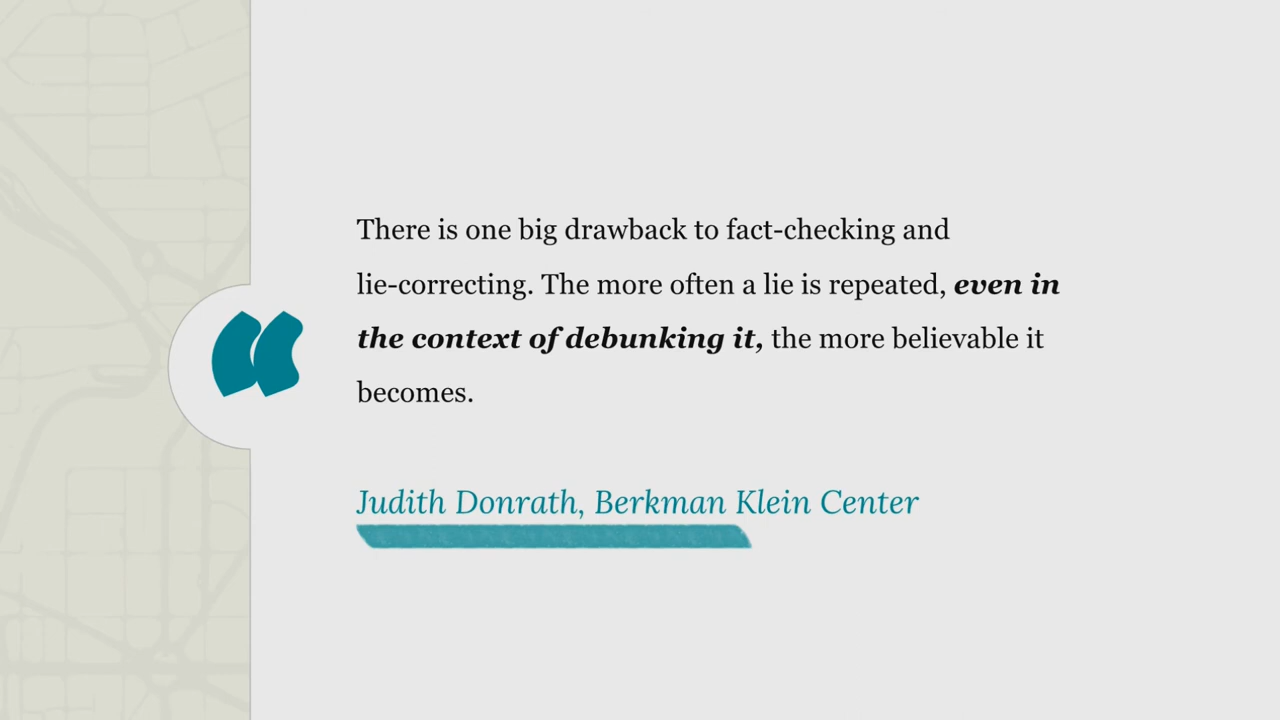 There is one big drawback to fact-checking and
lie-correcting. The more often a lie is repeated, even in
the context of debunking it, the more believable it
becomes.
Judith Donrath, Berkman Klein Center